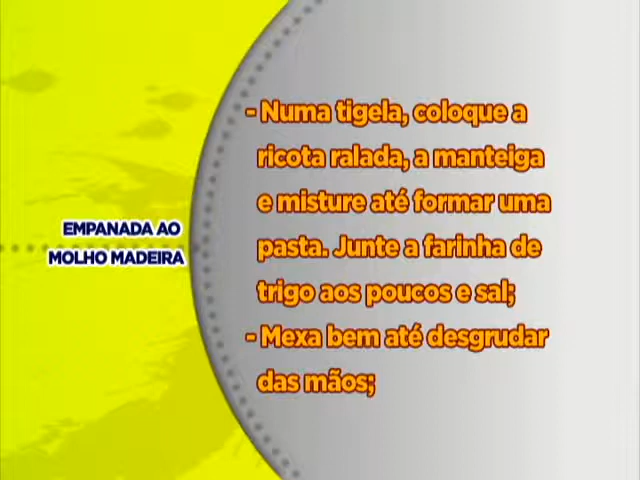 EMPANADA AO
MOLHO MADEIRA
- Numa tigela, coloque a
ricota ralada, a manteiga
e misture até formar uma
pasta. Junte a farinha de
trigo aos poucos e sal;
- Mexa bem até desgrudar
das mãos;